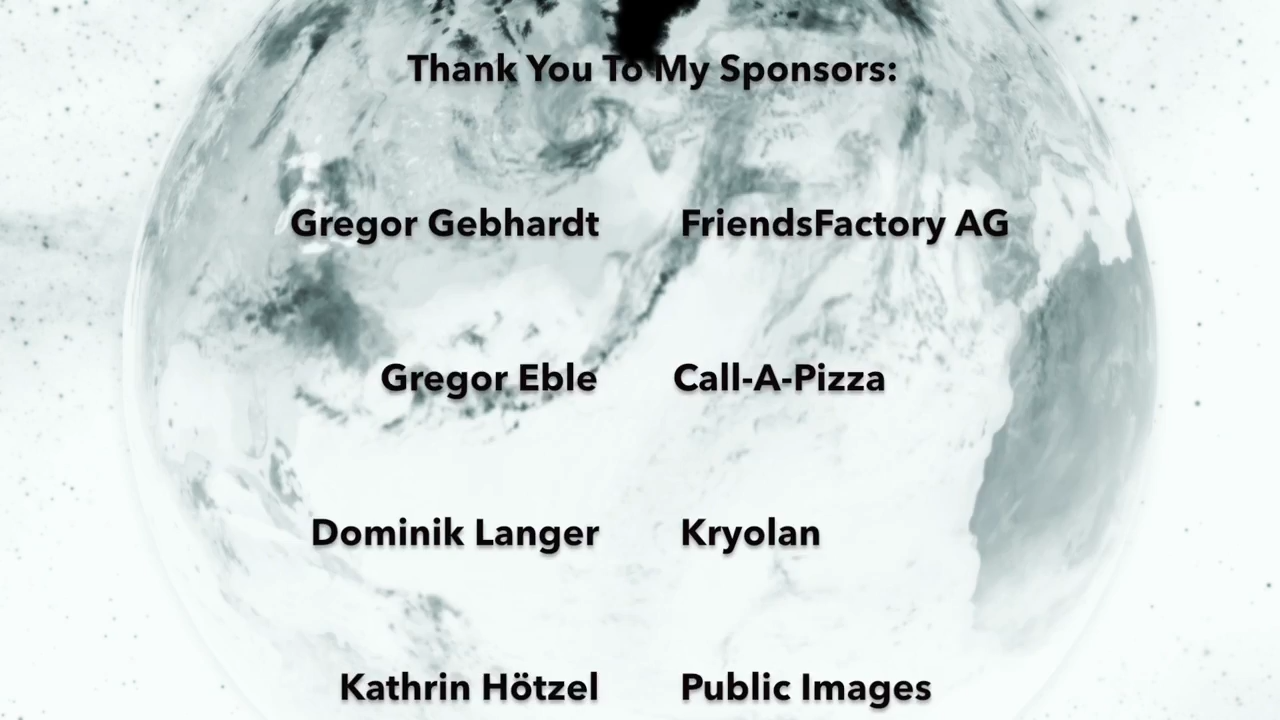 Thank You To My Sponsors:
Gregor Gebhardt FriendsFactory AG
Gregor Eble Call-A-Pizza
Dominik Langer Kryolan
Kathrin Hötzel Public Images